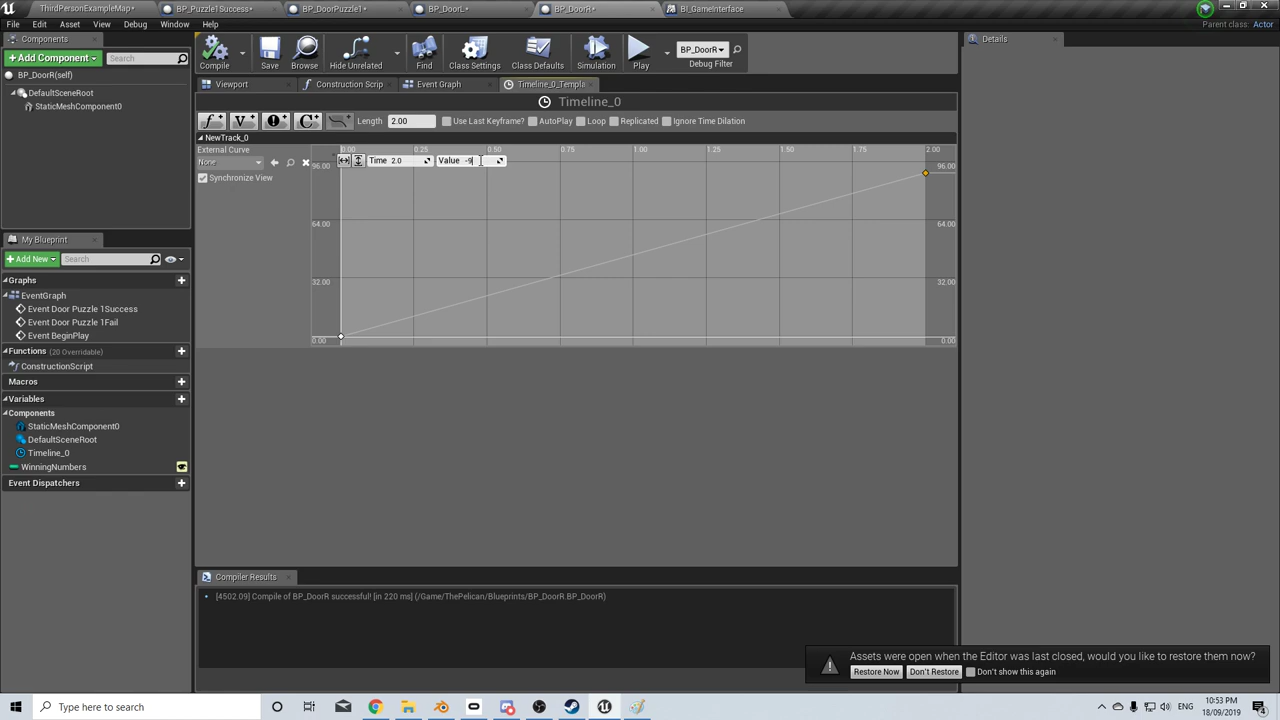 ThirdPersonExampleMap*
BP_Puzzle1Success*
BP_DoorPuzzle1*
BP_DoorL*
BP_DoorR*
BI_GameInterface
File Edit Asset View Debug Window Help
Parent class: Actor
Components
+ Add Component
Search
BP_DoorR(self)
DefaultSceneRoot
StaticMeshComponent0
Compile
Save
Browse
Hide Unrelated
Find
Class Settings
Class Defaults
Simulation
Play
BP_DoorR
Debug Filter
Details
Viewport
Construction Scrip
Event Graph
Timeline_0_Templa
Timeline_0
Length 2.00 Use Last Keyframe? AutoPlay Loop Replicated Ignore Time Dilation
NewTrack_0
External Curve
None
Synchronize View
0.00 0.25 0.50 0.75 1.00 1.25 1.50 1.75 2.00
Time 2.0 Value -9
96.00 96.00
64.00 64.00
32.00 32.00
0.00 0.00
My Blueprint
+ Add New
Search
Graphs
EventGraph
Event Door Puzzle 1Success
Event Door Puzzle 1Fail
Event BeginPlay
Functions (20 Overridable)
ConstructionScript
Macros
Variables
Components
StaticMeshComponent0
DefaultSceneRoot
Timeline_0
WinningNumbers
Event Dispatchers
Compiler Results
[4502.09] Compile of BP_DoorR successful! [in 220 ms] (/Game/ThePelican/Blueprints/BP_DoorR.BP_DoorR)
Assets were open when the Editor was last closed, would you like to restore them now?
Restore Now Don't Restore Don't show this again
Type here to search
10:53 PM
18/09/2019